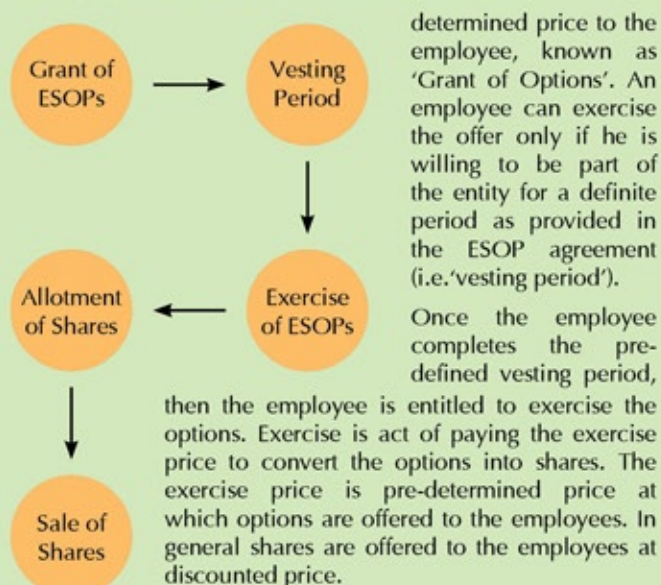 Grant of
ESOPs
Vesting
Period
Exercise
of ESOPs
Allotment
of Shares
Sale of
Shares
determined price to the
employee, known as
‘Grant of Options’. An
employee can exercise
the offer only if he is
willing to be part of
the entity for a definite
period as provided in
the ESOP agreement
(i.e.‘vesting period’).
Once the employee
completes the pre-
defined vesting period,
then the employee is entitled to exercise the
options. Exercise is act of paying the exercise
price to convert the options into shares. The
exercise price is pre-determined price at
which options are offered to the employees. In
general shares are offered to the employees at
discounted price.